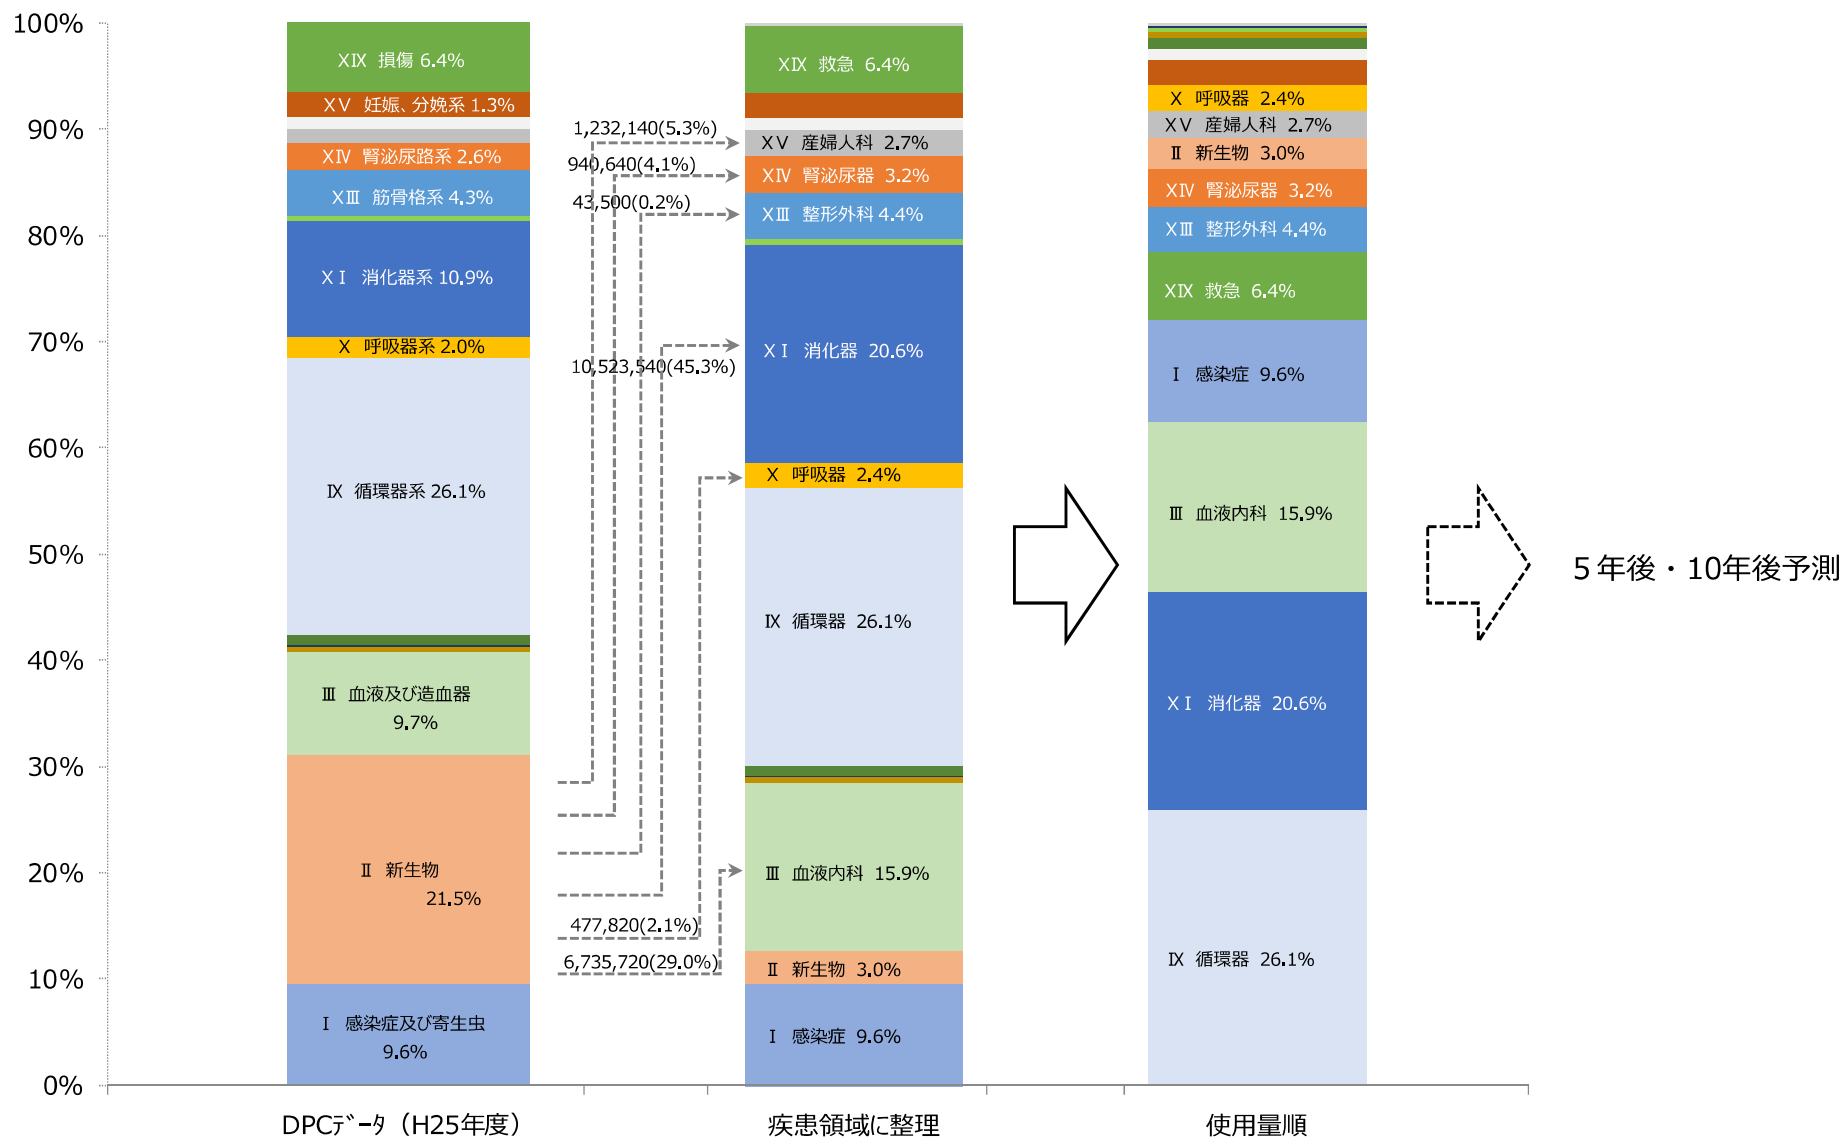 100%
90%
80%
70%
60%
50%
40%
30%
20%
10%
0%
XIX 損傷 6.4%
XV 妊娠、分娩系 1.3%
XIV 腎泌尿路系 2.6%
XIII 筋骨格系 4.3%
XI 消化器系 10.9%
X 呼吸器系 2.0%
IX 循環器系 26.1%
III 血液及び造血器
9.7%
II 新生物
21.5%
I 感染症及び寄生虫
9.6%
1,232,140(5.3%)
940,640(4.1%)
43,500(0.2%)
10,523,540(45.3%)
477,820(2.1%)
6,735,720(29.0%)
XIX 救急 6.4%
XV 産婦人科 2.7%
XIV 腎泌尿器 3.2%
XIII 整形外科 4.4%
XI 消化器 20.6%
X 呼吸器 2.4%
IX 循環器 26.1%
III 血液内科 15.9%
II 新生物 3.0%
I 感染症 9.6%
X 呼吸器 2.4%
XV 産婦人科 2.7%
II 新生物 3.0%
XIV 腎泌尿器 3.2%
XIII 整形外科 4.4%
XIX 救急 6.4%
I 感染症 9.6%
III 血液内科 15.9%
XI 消化器 20.6%
IX 循環器 26.1%
5年後・10年後予測
DPCﾃﾞｰﾀ（H25年度）
疾患領域に整理
使用量順